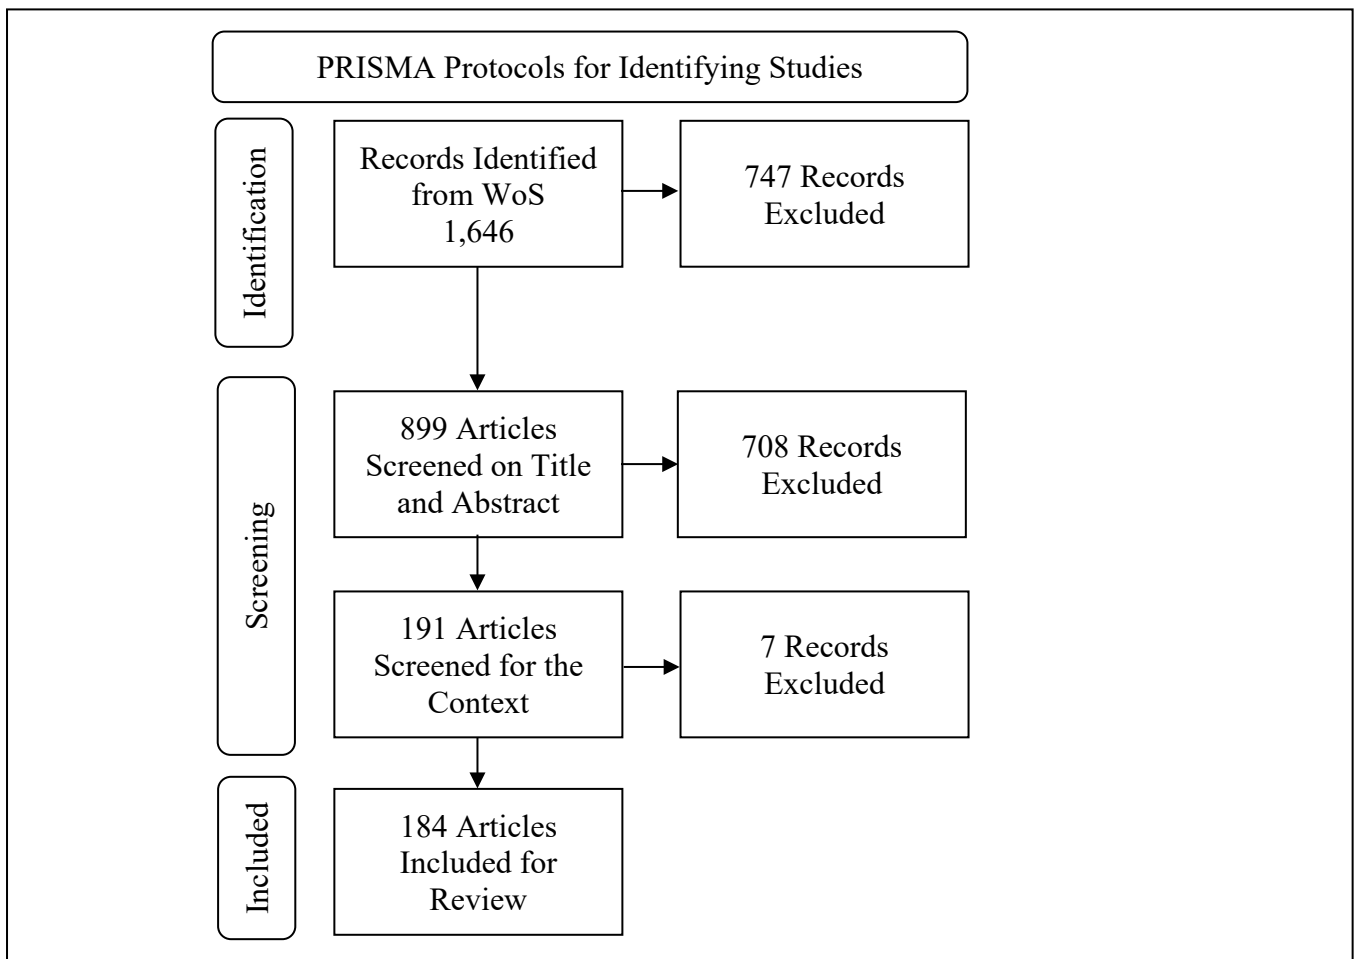 PRISMA Protocols for Identifying Studies
Identification
Records Identified
from WoS
1,646
747 Records
Excluded
Screening
899 Articles
Screened on Title
and Abstract
708 Records
Excluded
191 Articles
Screened for the
Context
7 Records
Excluded
Included
184 Articles
Included for
Review